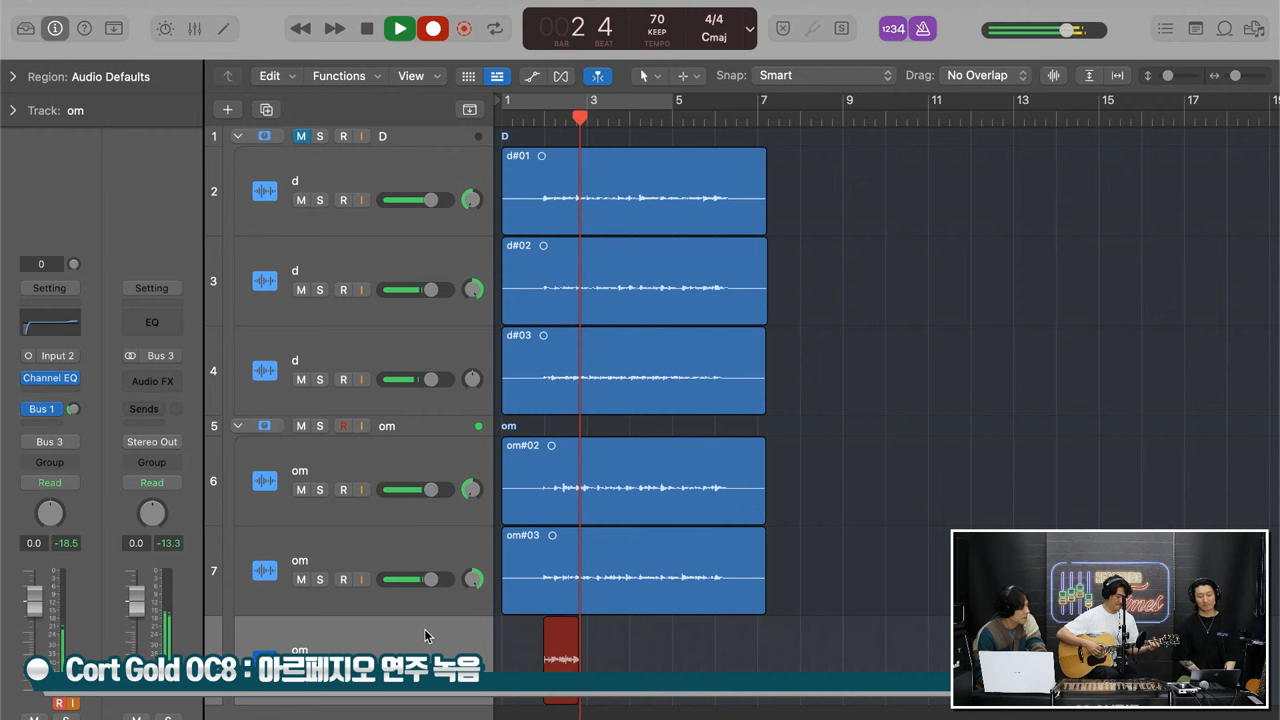 2 4
BAR BEAT
70
KEEP
TEMPO
4/4
Cmaj
1234
Region: Audio Defaults
Edit Functions View
Snap: Smart
Drag: No Overlap
Track: om
1 3 5 7 9 11 13 15 17
1 M S R I D
D
2 d
M S R I
d#01
3 d
M S R I
d#02
4 d
M S R I
d#03
5 M S R I om
om
6 om
M S R I
om#02
7 om
M S R I
om#03
om
0
Setting Setting
EQ
Input 2 Bus 3
Channel EQ Audio FX
Bus 1 Sends
Bus 3 Stereo Out
Group Group
Read Read
0.0 -18.5 0.0 -13.3
R I
Cort Gold OC8 : 아르페지오 연주 녹음